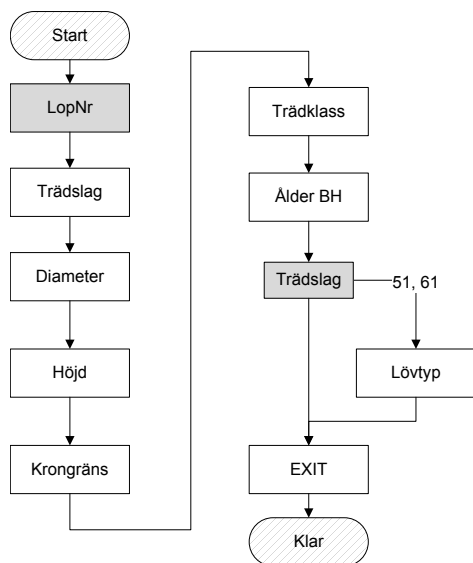 Start
LopNr
Trädslag
Diameter
Höjd
Krongräns
Trädklass
Ålder BH
Trädslag
51, 61
Lövtyp
EXIT
Klar